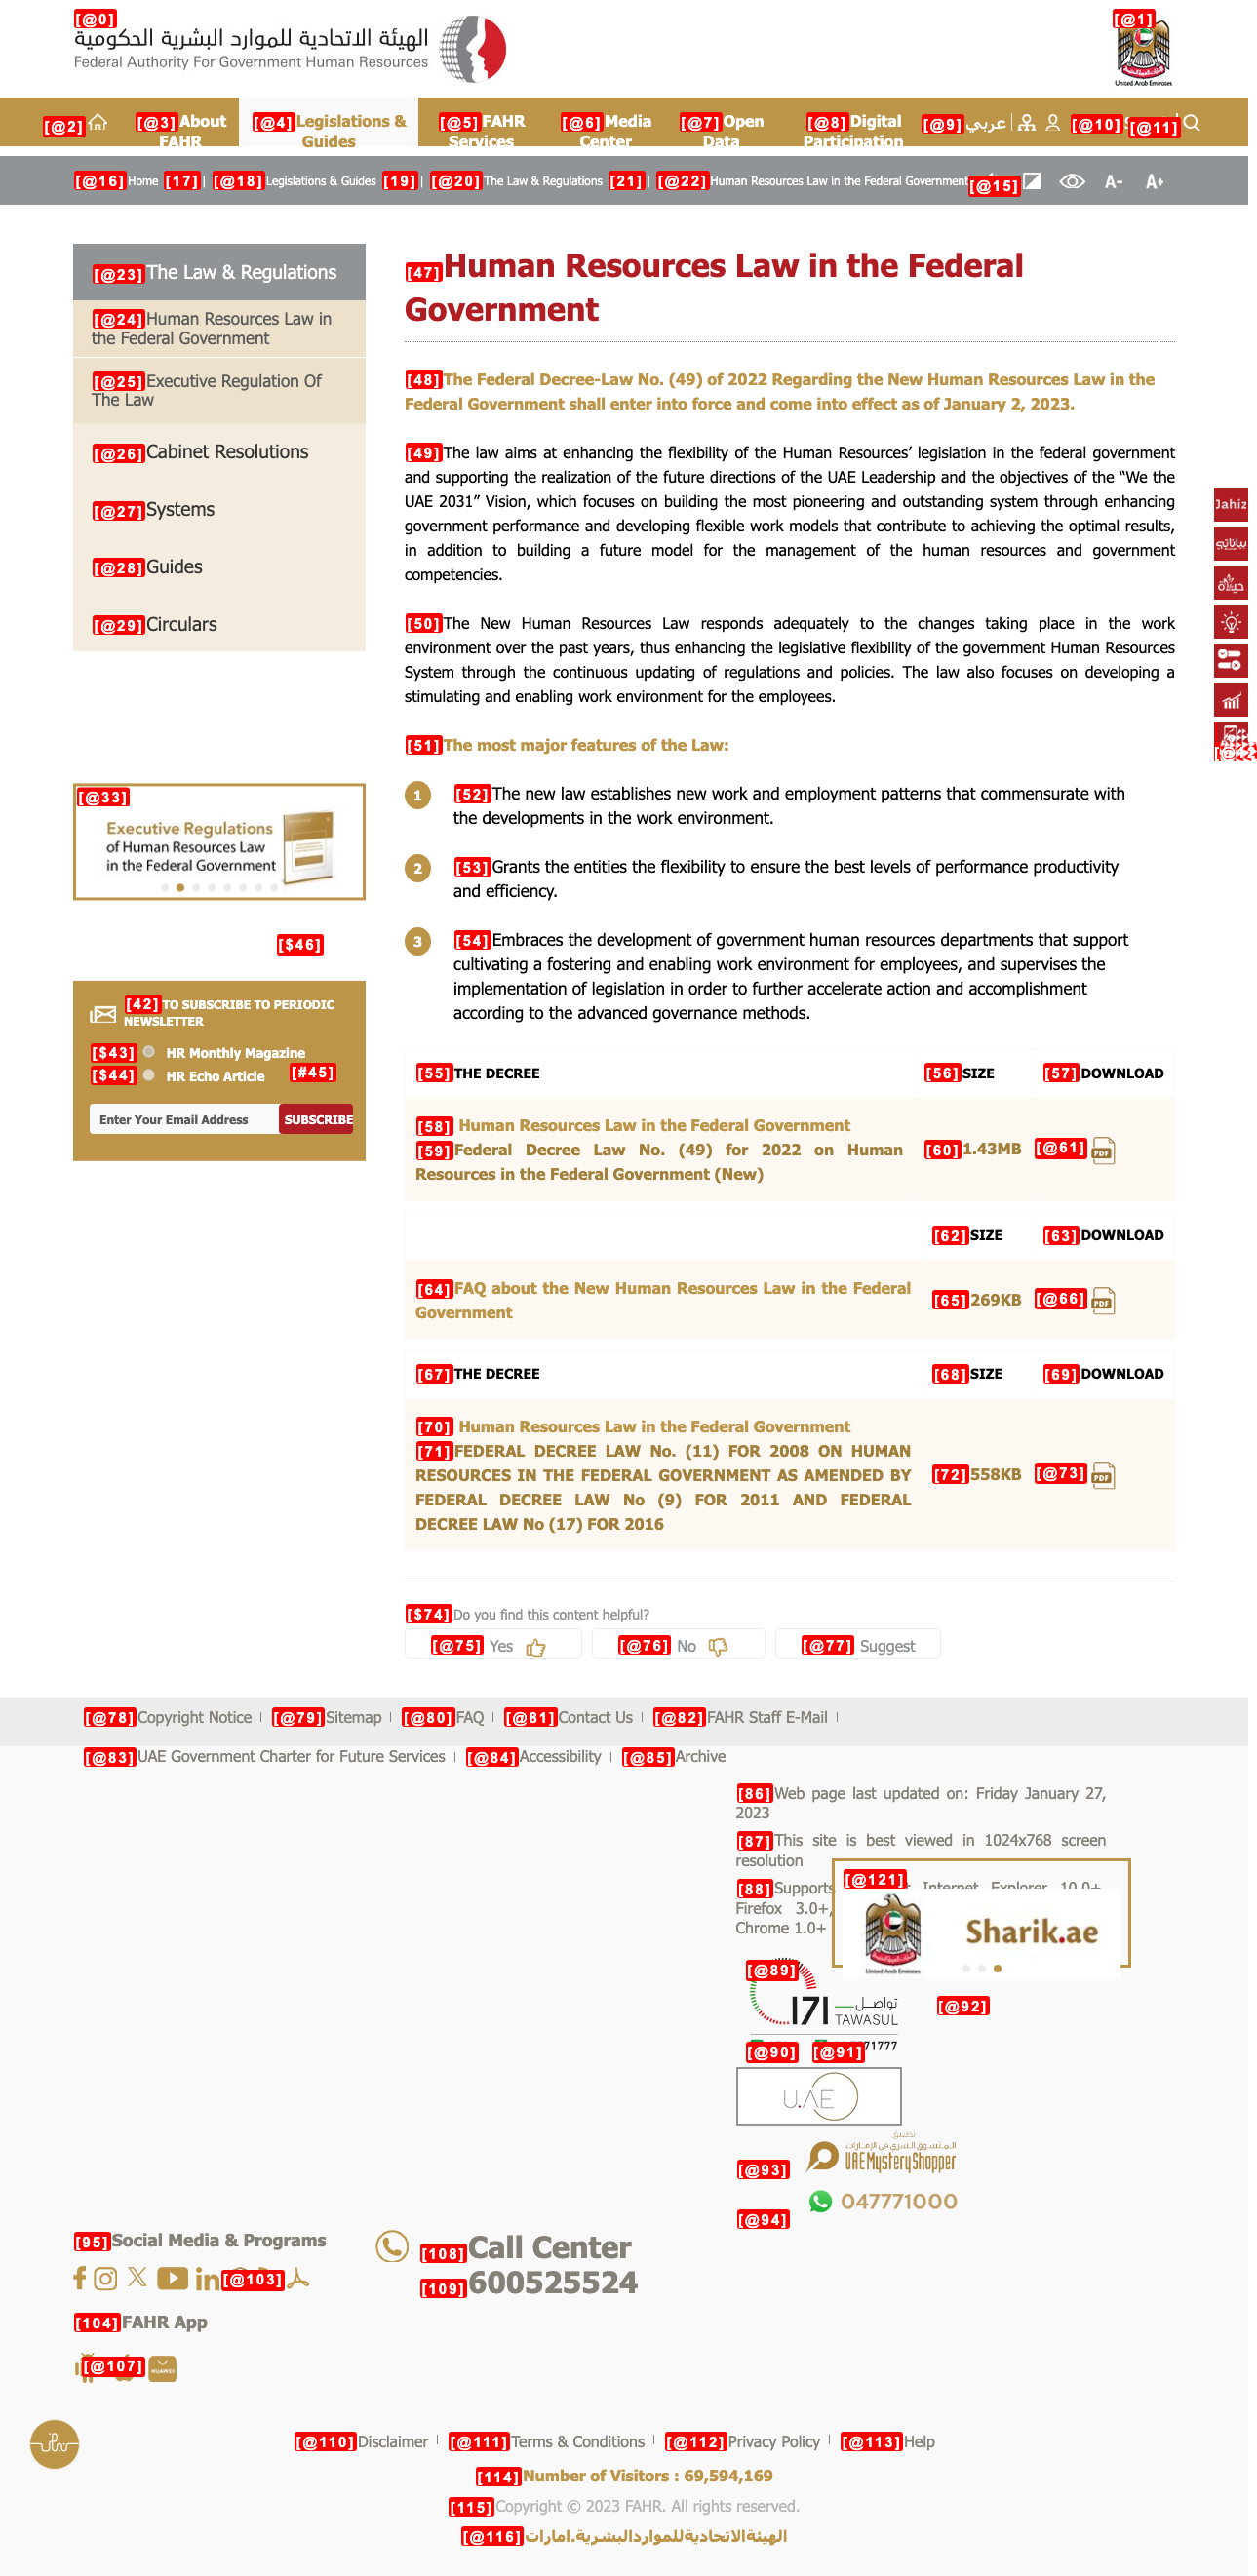 [@0]
[@1]
الهيئة الاتحادية للموارد البشرية الحكومية
Federal Authority For Government Human Resources
United Arab Emirates
[@2] [@3]About FAHR [@4]Legislations & Guides [@5]FAHR Services [@6]Media Center [@7]Open Data [@8]Digital Participation [@9]عربي [@10] [@11]
[@16]Home [17]| [@18]Legislations & Guides [19]| [@20]The Law & Regulations [21]| [@22]Human Resources Law in the Federal Government [@15] A- A+
[@23]The Law & Regulations
[@24]Human Resources Law in
the Federal Government
[@25]Executive Regulation Of
The Law
[@26]Cabinet Resolutions
[@27]Systems
[@28]Guides
[@29]Circulars
[@33]
Executive Regulations
of Human Resources Law
in the Federal Government
[$46]
[42]TO SUBSCRIBE TO PERIODIC
NEWSLETTER
[$43] HR Monthly Magazine
[$44] HR Echo Article [#45]
Enter Your Email Address SUBSCRIBE
[47]Human Resources Law in the Federal
Government
[48]The Federal Decree-Law No. (49) of 2022 Regarding the New Human Resources Law in the
Federal Government shall enter into force and come into effect as of January 2, 2023.
[49]The law aims at enhancing the flexibility of the Human Resources’ legislation in the federal government
and supporting the realization of the future directions of the UAE Leadership and the objectives of the “We the
UAE 2031” Vision, which focuses on building the most pioneering and outstanding system through enhancing
government performance and developing flexible work models that contribute to achieving the optimal results,
in addition to building a future model for the management of the human resources and government
competencies.
[50]The New Human Resources Law responds adequately to the changes taking place in the work
environment over the past years, thus enhancing the legislative flexibility of the government Human Resources
System through the continuous updating of regulations and policies. The law also focuses on developing a
stimulating and enabling work environment for the employees.
[51]The most major features of the Law:
1 [52]The new law establishes new work and employment patterns that commensurate with
the developments in the work environment.
2 [53]Grants the entities the flexibility to ensure the best levels of performance productivity
and efficiency.
3 [54]Embraces the development of government human resources departments that support
cultivating a fostering and enabling work environment for employees, and supervises the
implementation of legislation in order to further accelerate action and accomplishment
according to the advanced governance methods.
Jahiz
بياناتي
حياة
[55]THE DECREE [56]SIZE [57]DOWNLOAD
[58] Human Resources Law in the Federal Government
[59]Federal Decree Law No. (49) for 2022 on Human
Resources in the Federal Government (New) [60]1.43MB [@61] PDF
[62]SIZE [63]DOWNLOAD
[64]FAQ about the New Human Resources Law in the Federal
Government [65]269KB [@66] PDF
[67]THE DECREE [68]SIZE [69]DOWNLOAD
[70] Human Resources Law in the Federal Government
[71]FEDERAL DECREE LAW No. (11) FOR 2008 ON HUMAN
RESOURCES IN THE FEDERAL GOVERNMENT AS AMENDED BY
FEDERAL DECREE LAW No (9) FOR 2011 AND FEDERAL
DECREE LAW No (17) FOR 2016 [72]558KB [@73] PDF
[$74]Do you find this content helpful?
[@75] Yes [@76] No [@77] Suggest
[@78]Copyright Notice [@79]Sitemap [@80]FAQ [@81]Contact Us [@82]FAHR Staff E-Mail
[@83]UAE Government Charter for Future Services [@84]Accessibility [@85]Archive
[86]Web page last updated on: Friday January 27,
2023
[87]This site is best viewed in 1024x768 screen
resolution
[88]Supports Internet Explorer 10.0+,
Firefox 3.0+,
Chrome 1.0+
[@121]
United Arab Emirates
Sharik.ae
[@89]
171 تواصل
TAWASUL
[@92]
[@90] [@91] 71777
U.AE
تطبيق
المتسوق السري في الإمارات
[@93] UAE Mystery Shopper
[@94] 047771000
[95]Social Media & Programs
[@103]
[108]Call Center
[109]600525524
[104]FAHR App
[@107] HUAWEI
[@110]Disclaimer [@111]Terms & Conditions [@112]Privacy Policy [@113]Help
[114]Number of Visitors : 69,594,169
[115]Copyright © 2023 FAHR. All rights reserved.
[@116]الهيئةالاتحاديةللمواردالبشرية.امارات